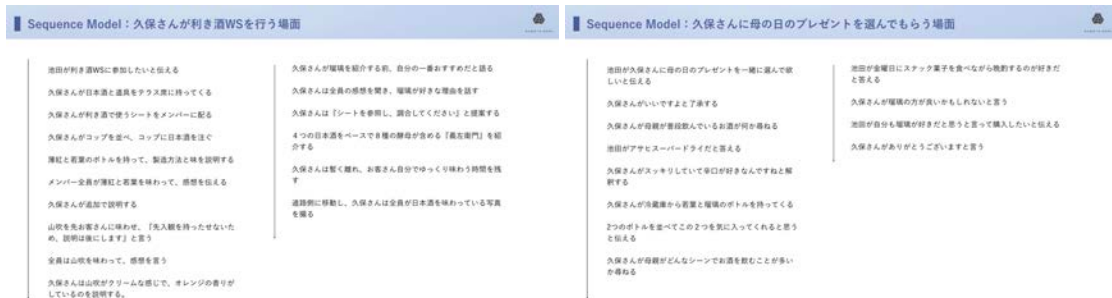 Sequence Model：久保さんが利き酒WSを行う場面
池田が利き酒WSに参加したいと伝える
久保さんが日本酒と道具をテラス席に持ってくる
久保さんが利き酒で使うシートをメンバーに配る
久保さんがコップを並べ、コップに日本酒を注ぐ
薄紅と若葉のボトルを持って、製造方法と味を説明する
メンバー全員が薄紅と若葉を味わって、感想を伝える
久保さんが追加で説明する
山吹を先お客さんに味わせ、『先入観を持ったせないた
め、説明は後にします』と言う
全員は山吹を味わって、感想を言う
久保さんは山吹がクリームな感じで、オレンジの香りが
しているのを説明する。
久保さんが瑠璃を紹介する前、自分の一番おすすめだと語る
久保さんは全員の感想を聞き、瑠璃が好きな理由を話す
久保さんは『シートを参照し、調合してください』と提案する
４つの日本酒をベースで８種の酵母が含める『義左衛門』を紹
介する
久保さんは暫く離れ、お客さん自分でゆっくり味わう時間を残
す
道路側に移動し、久保さんは全員が日本酒を味わっている写真
を撮る
Sequence Model：久保さんに母の日のプレゼントを選んでもらう場面
池田が久保さんに母の日のプレゼントを一緒に選んで欲
しいと伝える
久保さんがいいですよと了承する
久保さんが母親が普段飲んでいるお酒が何か尋ねる
池田がアサヒスーパードライだと答える
久保さんがスッキリしていて辛口が好きなんですねと解
釈する
久保さんが冷蔵庫から若葉と瑠璃のボトルを持ってくる
2つのボトルを並べてこの２つを気に入ってくれると思う
と伝える
久保さんが母親がどんなシーンでお酒を飲むことが多い
か尋ねる
池田が金曜日にスナック菓子を食べながら晩酌するのが好きだ
と答える
久保さんが瑠璃の方が良いかもしれないと言う
池田が自分も瑠璃が好きだと思うと言って購入したいと伝える
久保さんがありがとうございますと言う